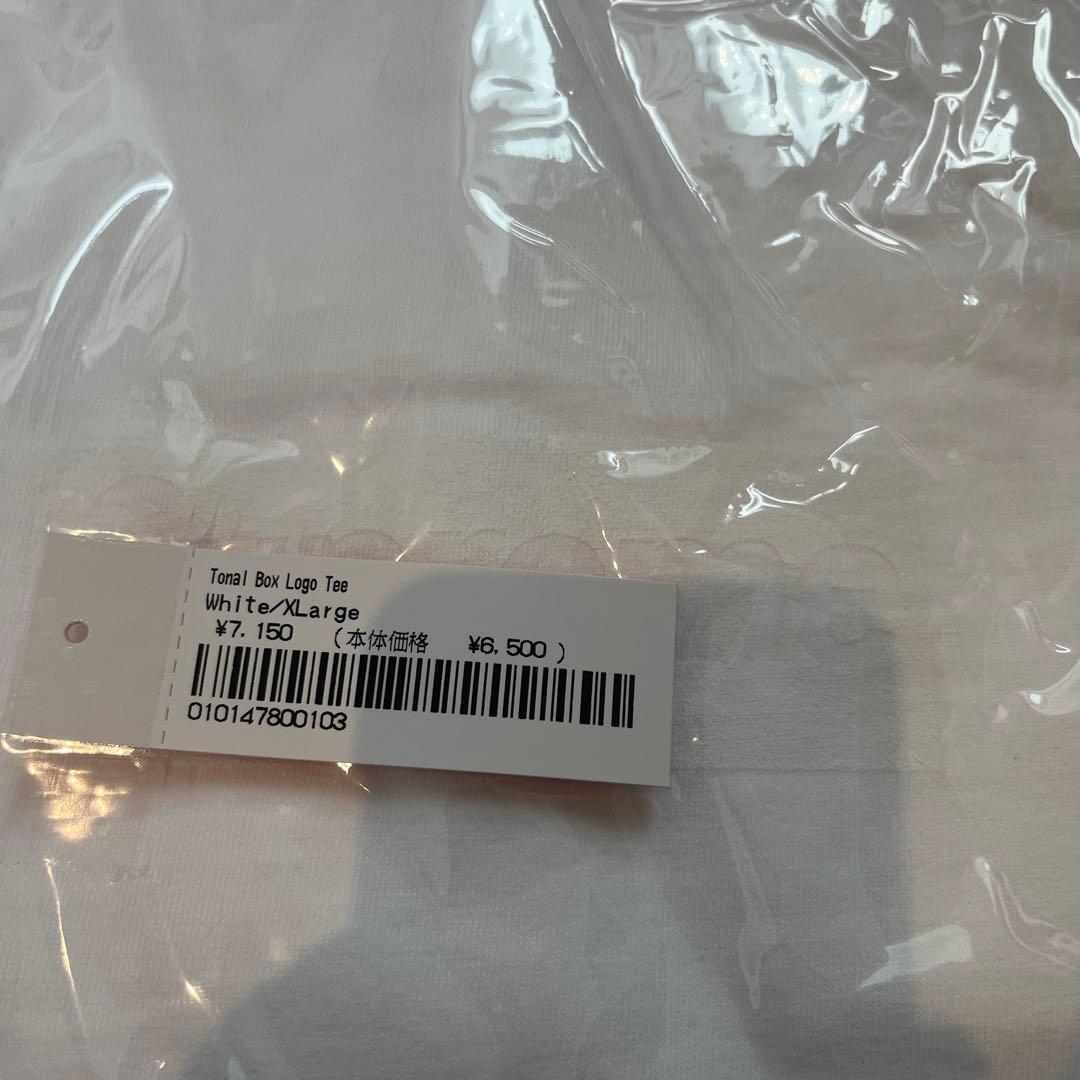 Tonal Box Logo Tee
White/XLarge
¥7,150 (本体価格 ¥6,500 )
010147800103